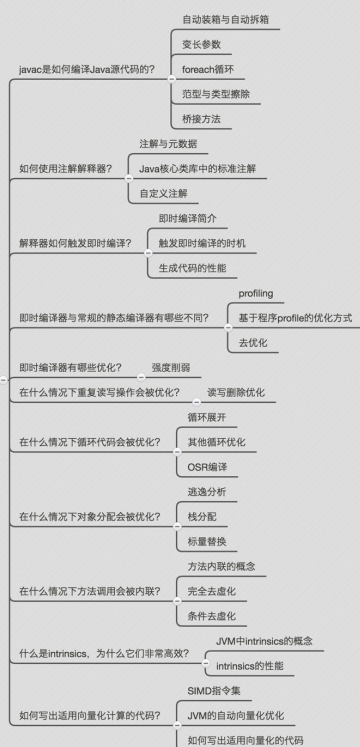 javac是如何编译Java源代码的?
自动装箱与自动拆箱
变长参数
foreach循环
范型与类型擦除
桥接方法
如何使用注解解释器?
注解与元数据
Java核心类库中的标准注解
自定义注解
解释器如何触发即时编译?
即时编译简介
触发即时编译的时机
生成代码的性能
即时编译器与常规的静态编译器有哪些不同?
profiling
基于程序profile的优化方式
去优化
即时编译器有哪些优化?
强度削弱
在什么情况下重复读写操作会被优化?
读写删除优化
在什么情况下循环代码会被优化?
循环展开
其他循环优化
OSR编译
在什么情况下对象分配会被优化?
逃逸分析
栈分配
标量替换
在什么情况下方法调用会被内联?
方法内联的概念
完全去虚化
条件去虚化
什么是intrinsics，为什么它们非常高效?
JVM中intrinsics的概念
intrinsics的性能
如何写出适用向量化计算的代码?
SIMD指令集
JVM的自动向量化优化
如何写出适用向量化的代码